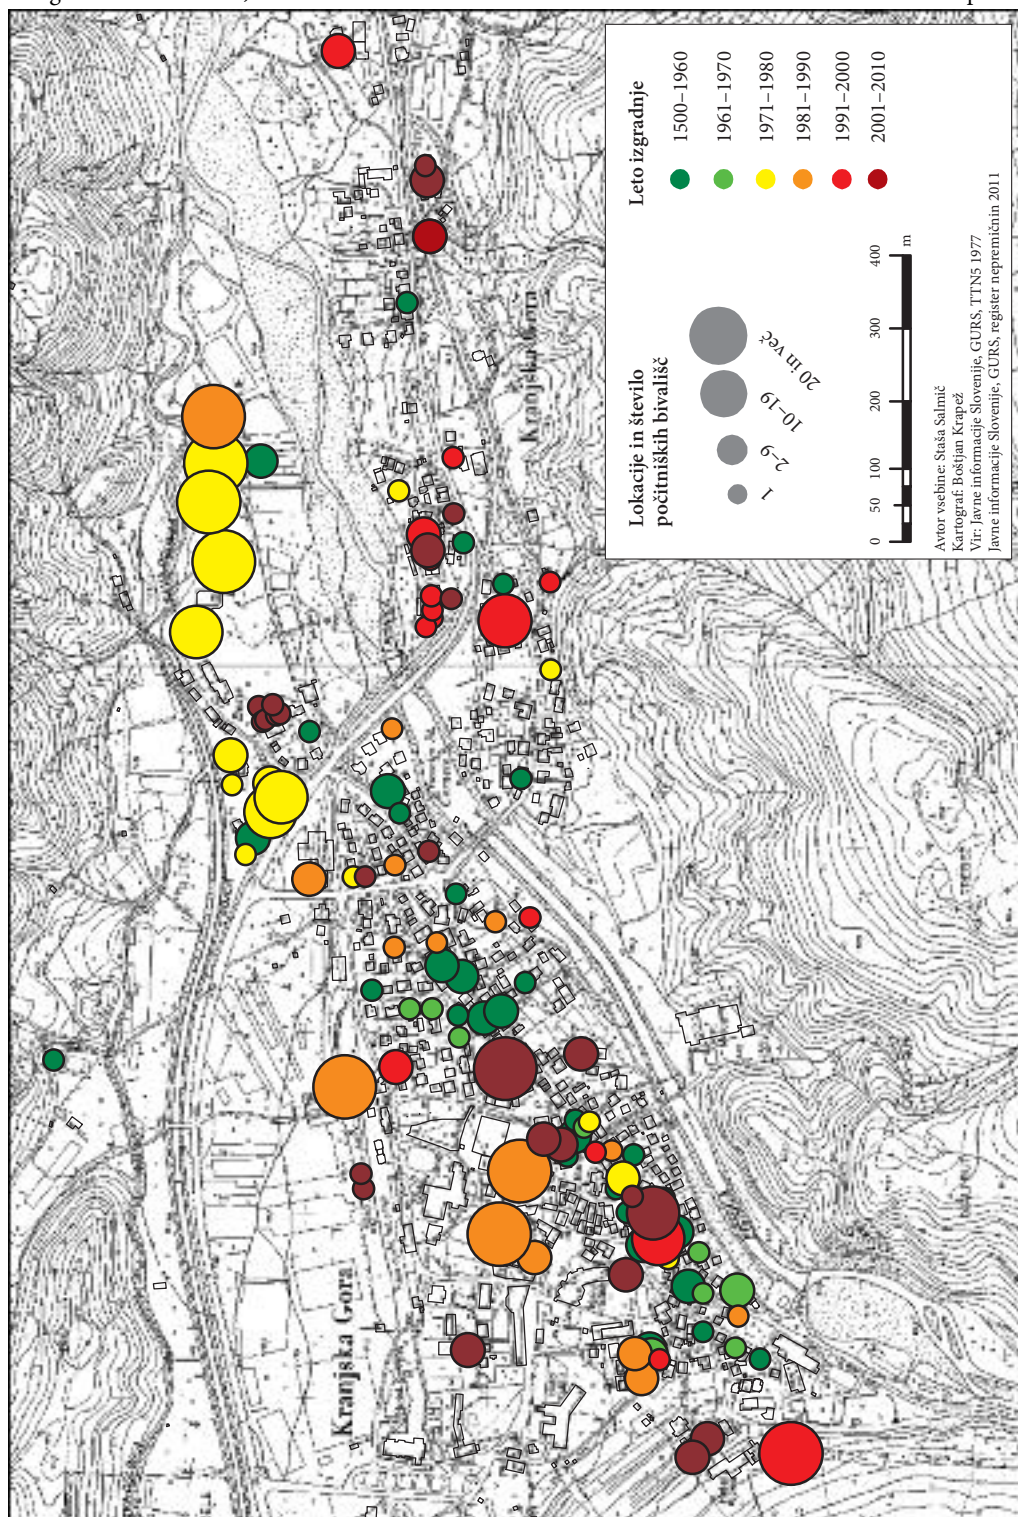 Kranjska Gora
Kranjska Gora
Lokacije in število
počitniških bivališč
1
2–9
10–19
20 in več
Leto izgradnje
1500–1960
1961–1970
1971–1980
1981–1990
1991–2000
2001–2010
0 50 100 200 300 400
m
Avtor vsebine: Staša Salmič
Kartograf: Boštjan Krapež
Vir: Javne informacije Slovenije, GURS, TTN5 1977
Javne informacije Slovenije, GURS, register nepremičnin 2011